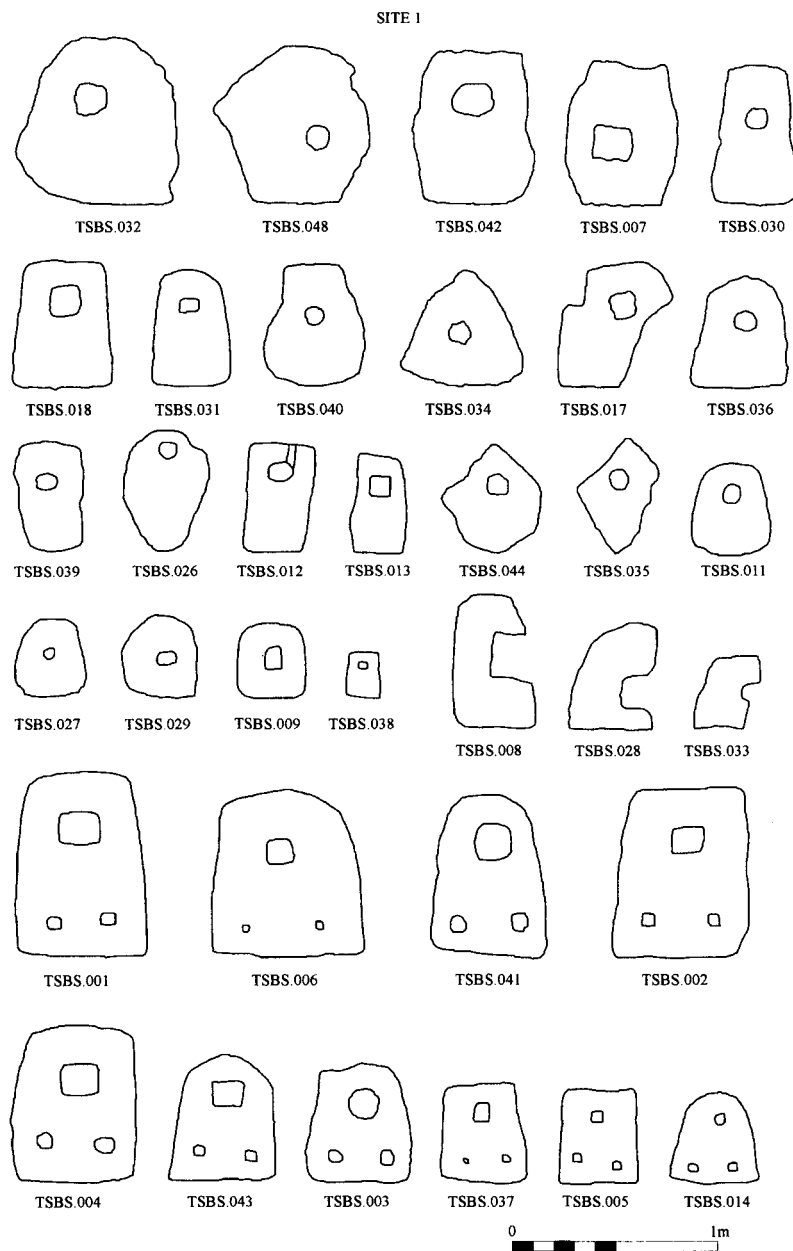 SITE 1
TSBS.032 TSBS.048 TSBS.042 TSBS.007 TSBS.030
TSBS.018 TSBS.031 TSBS.040 TSBS.034 TSBS.017 TSBS.036
TSBS.039 TSBS.026 TSBS.012 TSBS.013 TSBS.044 TSBS.035 TSBS.011
TSBS.027 TSBS.029 TSBS.009 TSBS.038 TSBS.008 TSBS.028 TSBS.033
TSBS.001 TSBS.006 TSBS.041 TSBS.002
TSBS.004 TSBS.043 TSBS.003 TSBS.037 TSBS.005 TSBS.014
0 1m